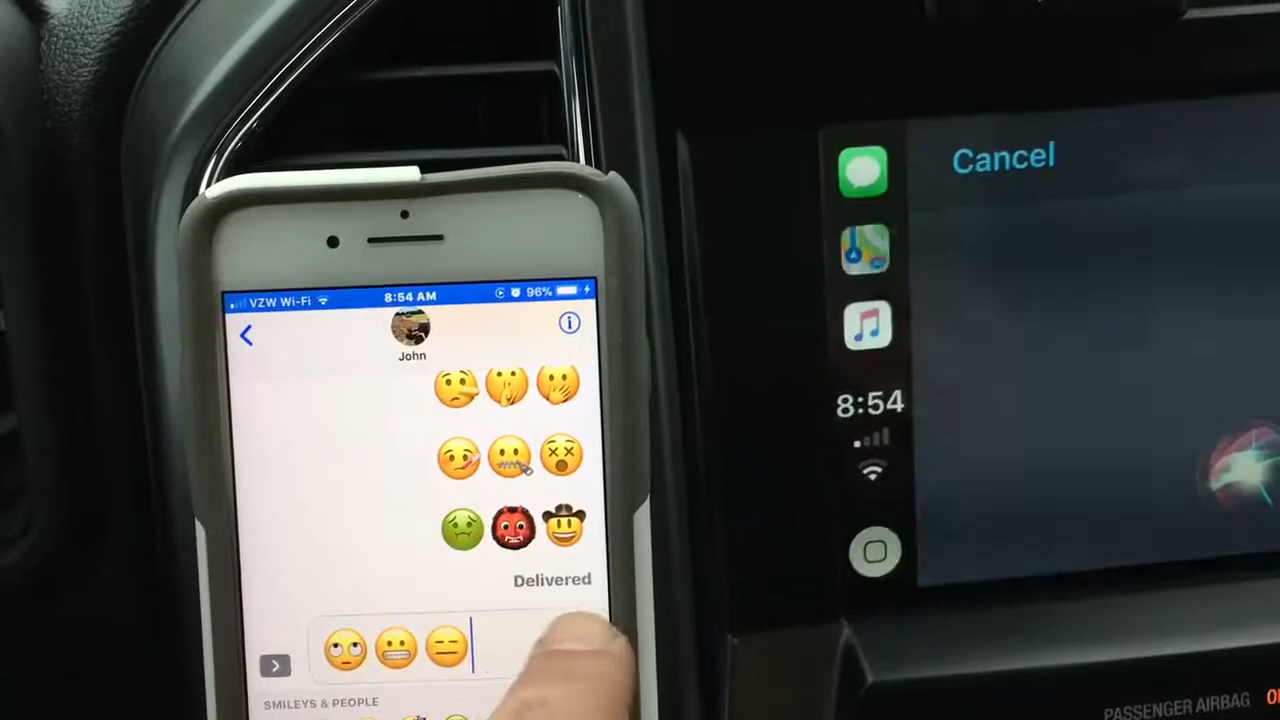 VZW Wi-Fi
8:54 AM
96%
John
Delivered
SMILEYS & PEOPLE
Cancel
8:54
PASSENGER AIRBAG